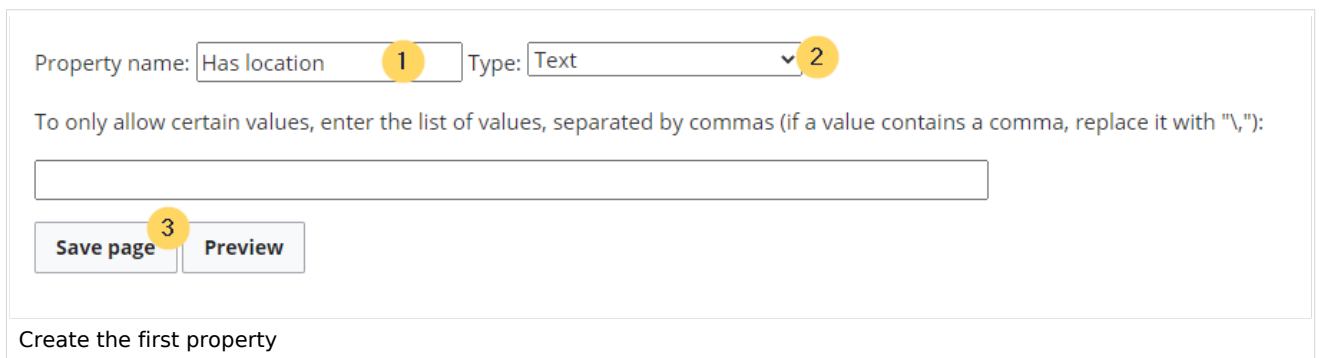 Property name: Has location 1 Type: Text 2
To only allow certain values, enter the list of values, separated by commas (if a value contains a comma, replace it with "\,"):
3
Save page Preview
Create the first property